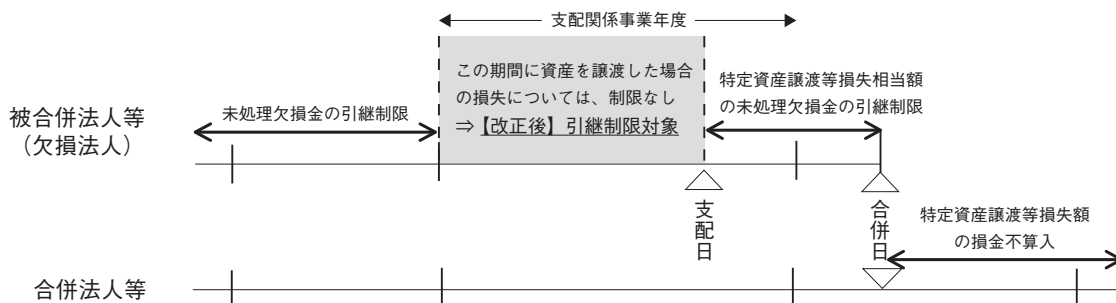 支配関係事業年度
この期間に資産を譲渡した場合
の損失については、制限なし
⇒【改正後】引継制限対象
特定資産譲渡等損失相当額
の未処理欠損金の引継制限
未処理欠損金の引継制限
被合併法人等
（欠損法人）
支配日
合併日
特定資産譲渡等損失額
の損金不算入
合併法人等